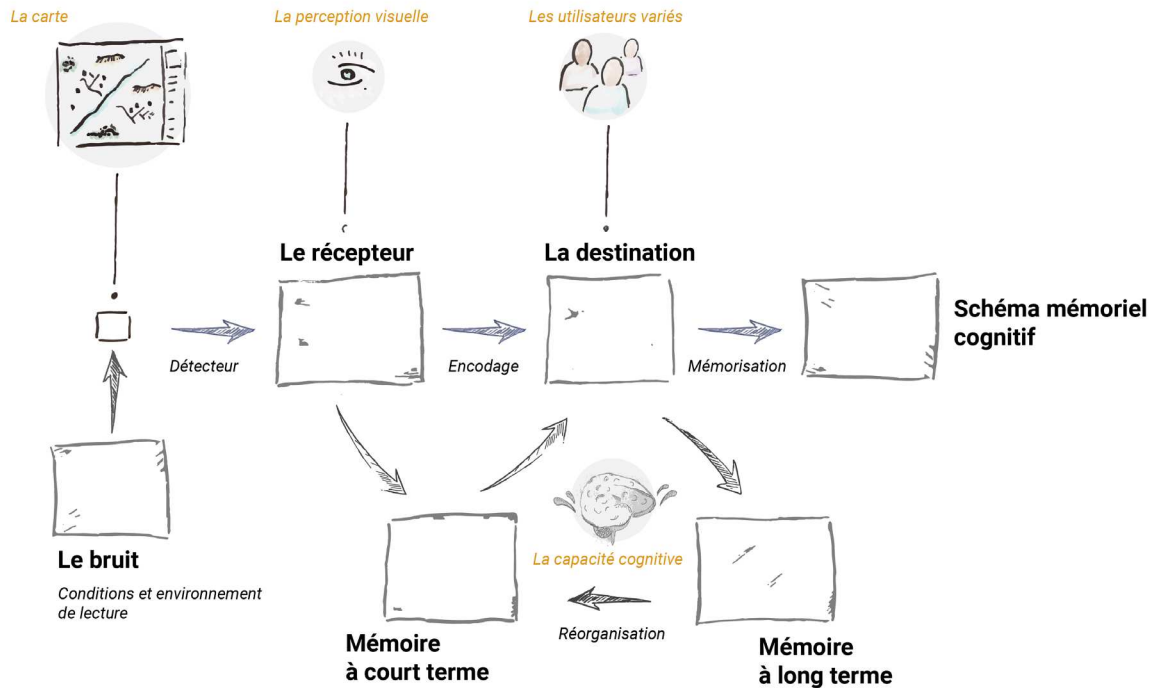 La carte
La perception visuelle
Les utilisateurs variés
Le récepteur
La destination
Schéma mémoriel
cognitif
Détecteur
Encodage
Mémorisation
Le bruit
Conditions et environnement
de lecture
La capacité cognitive
Réorganisation
Mémoire
à court terme
Mémoire
à long terme